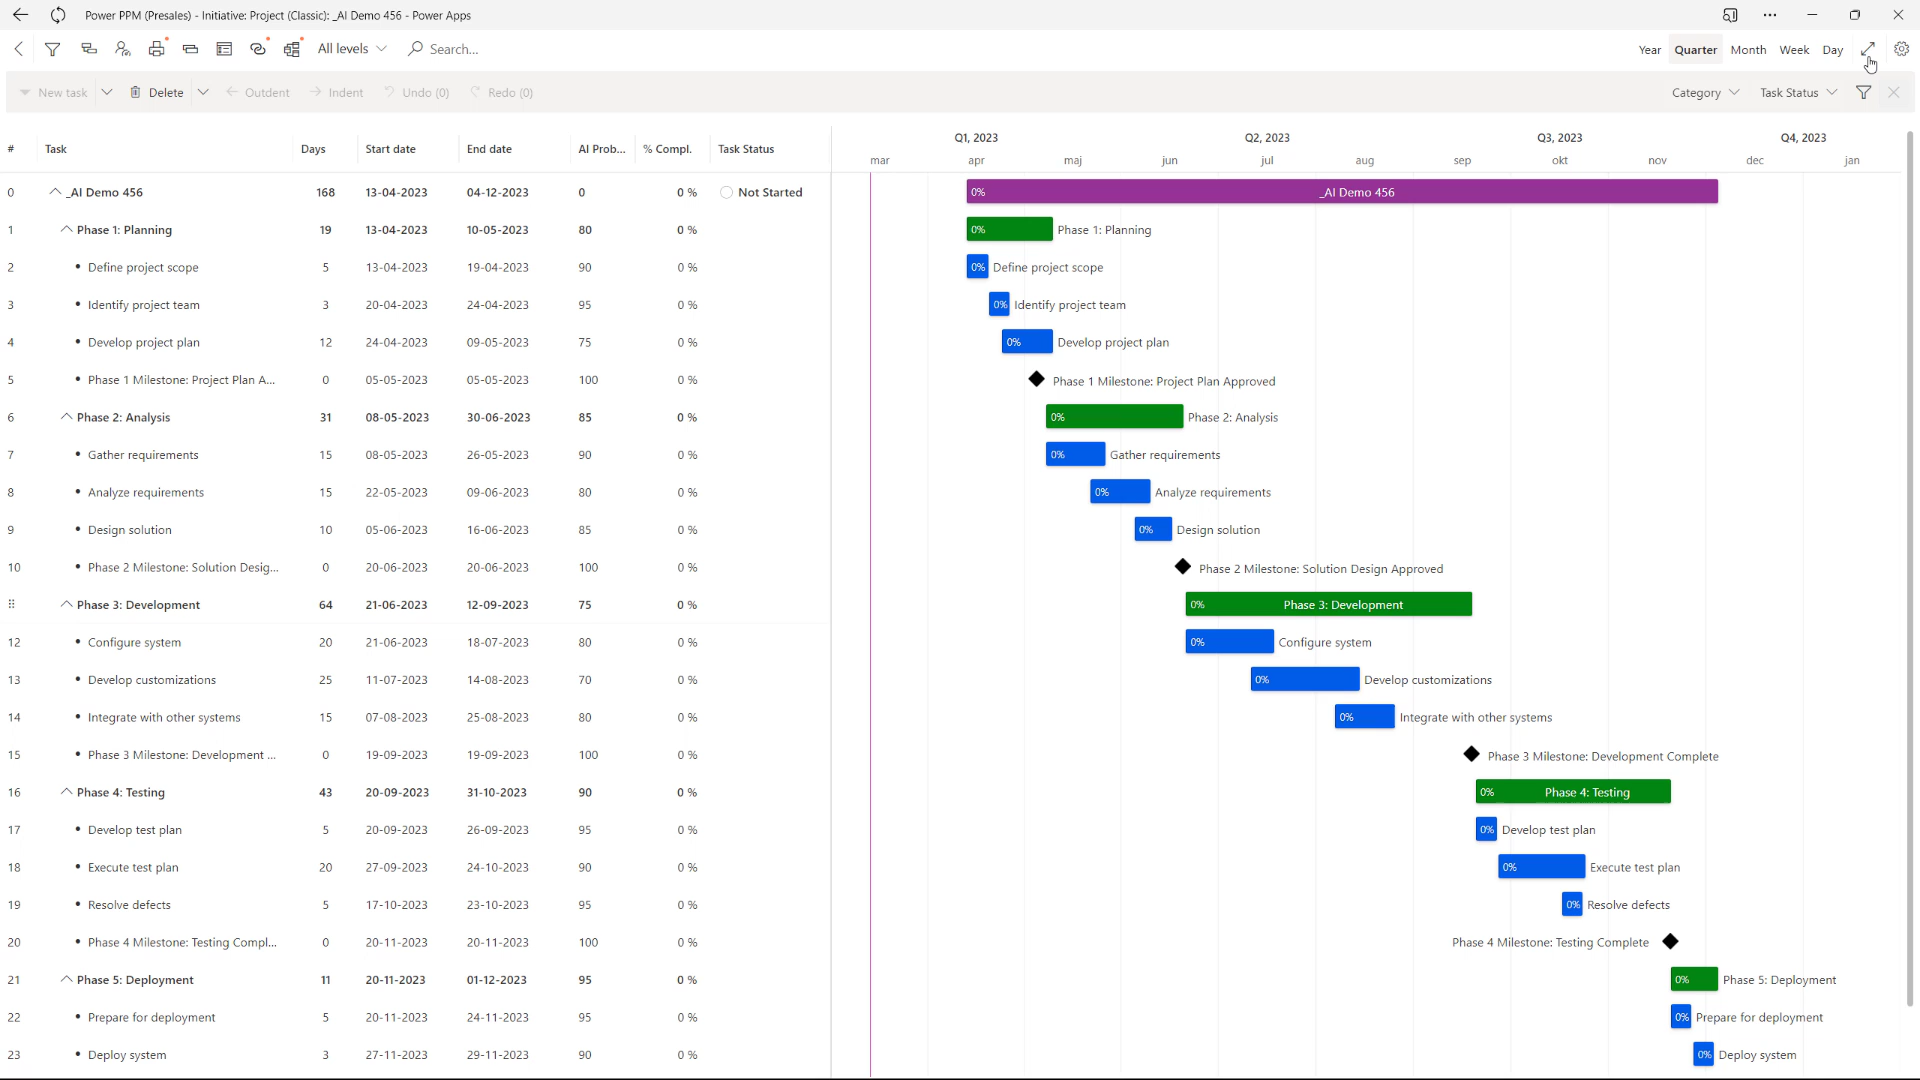 Power PPM (Presales) - Initiative: Project (Classic): _AI Demo 456 - Power Apps
All levels Search... Year Quarter Month Week Day
New task Delete Outdent Indent Undo (0) Redo (0) Category Task Status
# Task Days Start date End date AI Prob... % Compl. Task Status
Q1, 2023 Q2, 2023 Q3, 2023 Q4, 2023
mar apr maj jun jul aug sep okt nov dec jan
0 _AI Demo 456 168 13-04-2023 04-12-2023 0 0 % Not Started 0% _AI Demo 456
1 Phase 1: Planning 19 13-04-2023 10-05-2023 80 0 % 0% Phase 1: Planning
2 • Define project scope 5 13-04-2023 19-04-2023 90 0 % 0% Define project scope
3 • Identify project team 3 20-04-2023 24-04-2023 95 0 % 0% Identify project team
4 • Develop project plan 12 24-04-2023 09-05-2023 75 0 % 0% Develop project plan
5 • Phase 1 Milestone: Project Plan A... 0 05-05-2023 05-05-2023 100 0 % Phase 1 Milestone: Project Plan Approved
6 Phase 2: Analysis 31 08-05-2023 30-06-2023 85 0 % 0% Phase 2: Analysis
7 • Gather requirements 15 08-05-2023 26-05-2023 90 0 % 0% Gather requirements
8 • Analyze requirements 15 22-05-2023 09-06-2023 80 0 % 0% Analyze requirements
9 • Design solution 10 05-06-2023 16-06-2023 85 0 % 0% Design solution
10 • Phase 2 Milestone: Solution Desig... 0 20-06-2023 20-06-2023 100 0 % Phase 2 Milestone: Solution Design Approved
Phase 3: Development 64 21-06-2023 12-09-2023 75 0 % 0% Phase 3: Development
12 • Configure system 20 21-06-2023 18-07-2023 80 0 % 0% Configure system
13 • Develop customizations 25 11-07-2023 14-08-2023 70 0 % 0% Develop customizations
14 • Integrate with other systems 15 07-08-2023 25-08-2023 80 0 % 0% Integrate with other systems
15 • Phase 3 Milestone: Development ... 0 19-09-2023 19-09-2023 100 0 % Phase 3 Milestone: Development Complete
16 Phase 4: Testing 43 20-09-2023 31-10-2023 90 0 % 0% Phase 4: Testing
17 • Develop test plan 5 20-09-2023 26-09-2023 95 0 % 0% Develop test plan
18 • Execute test plan 20 27-09-2023 24-10-2023 90 0 % 0% Execute test plan
19 • Resolve defects 5 17-10-2023 23-10-2023 95 0 % 0% Resolve defects
20 • Phase 4 Milestone: Testing Compl... 0 20-11-2023 20-11-2023 100 0 % Phase 4 Milestone: Testing Complete
21 Phase 5: Deployment 11 20-11-2023 01-12-2023 95 0 % 0% Phase 5: Deployment
22 • Prepare for deployment 5 20-11-2023 24-11-2023 95 0 % 0% Prepare for deployment
23 • Deploy system 3 27-11-2023 29-11-2023 90 0 % 0% Deploy system